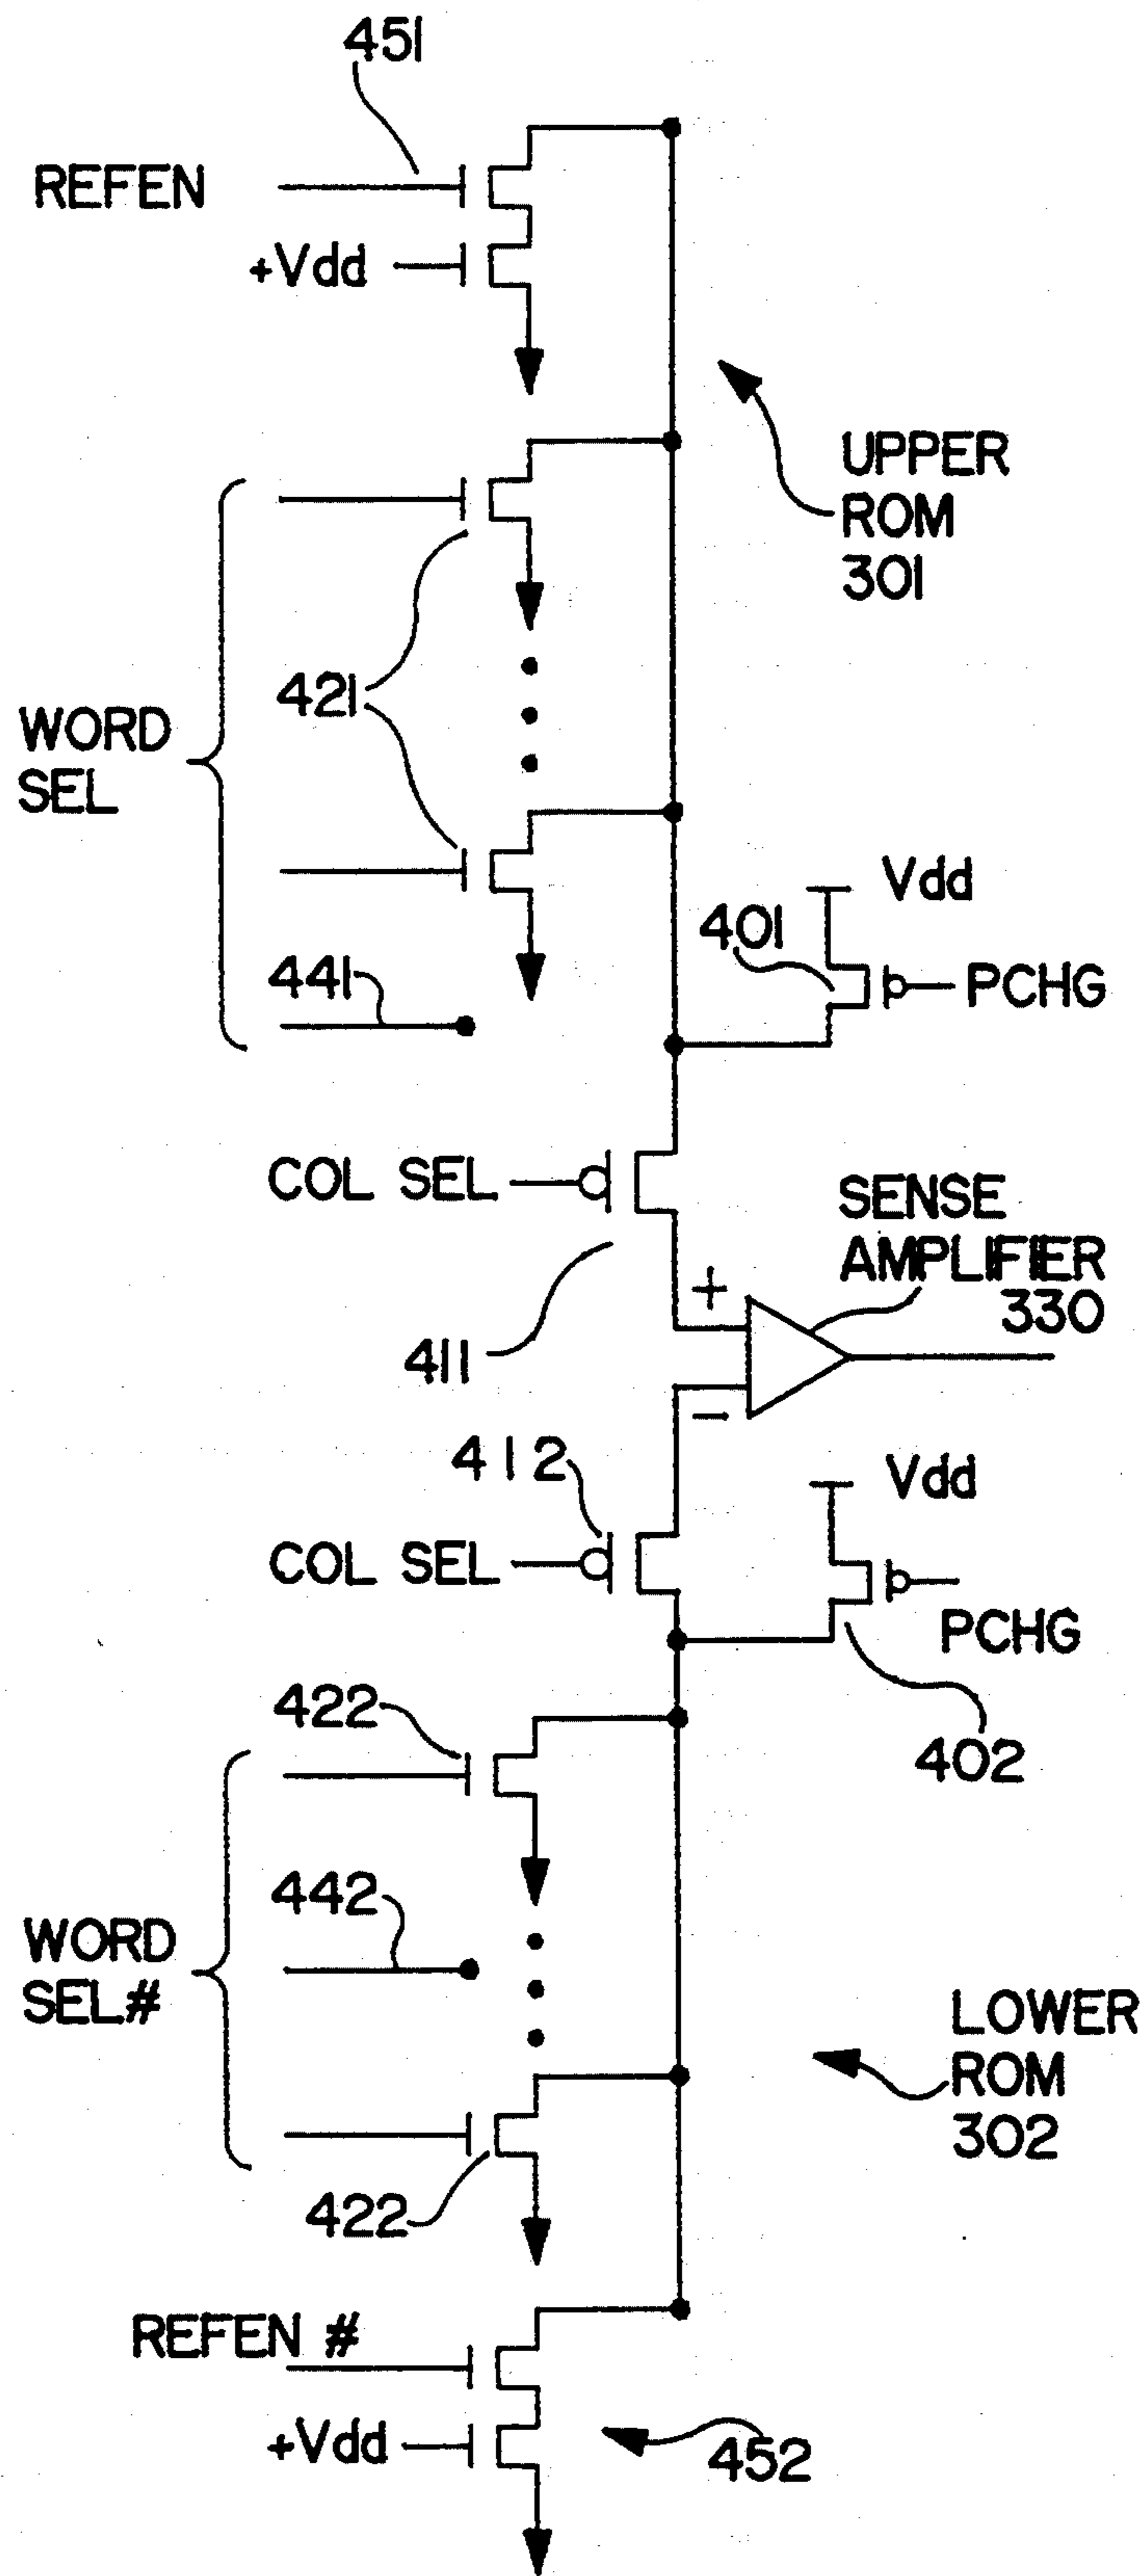 451
REFEN
+Vdd
UPPER
ROM
301
421
WORD
SEL
Vdd
401
PCHG
441
COL SEL
SENSE
AMPLIFIER
330
411
412
Vdd
COL SEL
PCHG
422
402
442
WORD
SEL#
LOWER
ROM
302
422
REFEN #
+Vdd
452
+
-